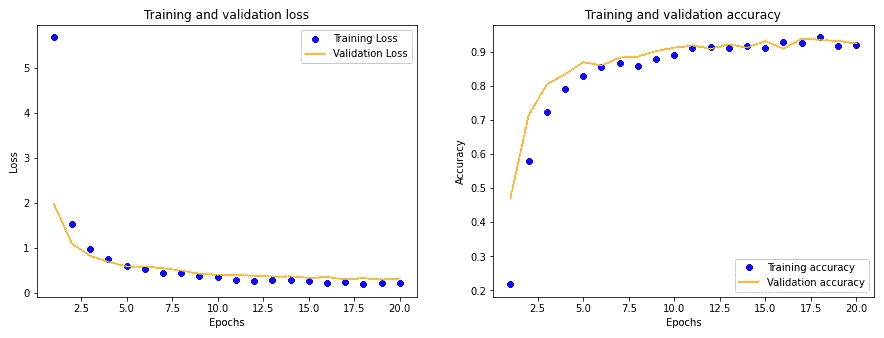 Training and validation loss
Training Loss
Validation Loss
Loss
5
4
3
2
1
0
2.5 5.0 7.5 10.0 12.5 15.0 17.5 20.0
Epochs
Training and validation accuracy
Accuracy
0.9
0.8
0.7
0.6
0.5
0.4
0.3
0.2
Training accuracy
Validation accuracy
2.5 5.0 7.5 10.0 12.5 15.0 17.5 20.0
Epochs